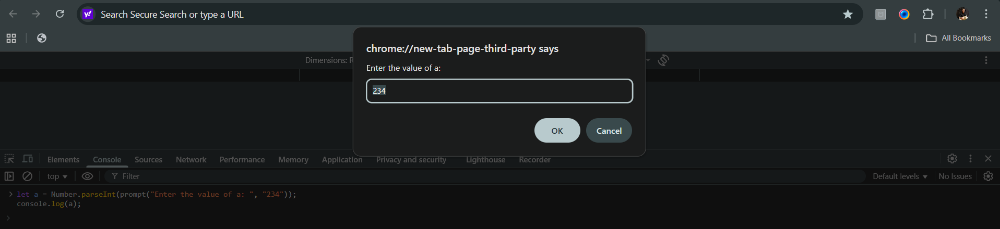 y!
Search Secure Search or type a URL
All Bookmarks
chrome://new-tab-page-third-party says
Dimensions: R
Enter the value of a:
234
OK
Cancel
Elements Console Sources Network Performance Memory Application Privacy and security Lighthouse Recorder
top Filter Default levels No Issues
let a = Number.parseInt(prompt("Enter the value of a: ", "234"));
console.log(a);